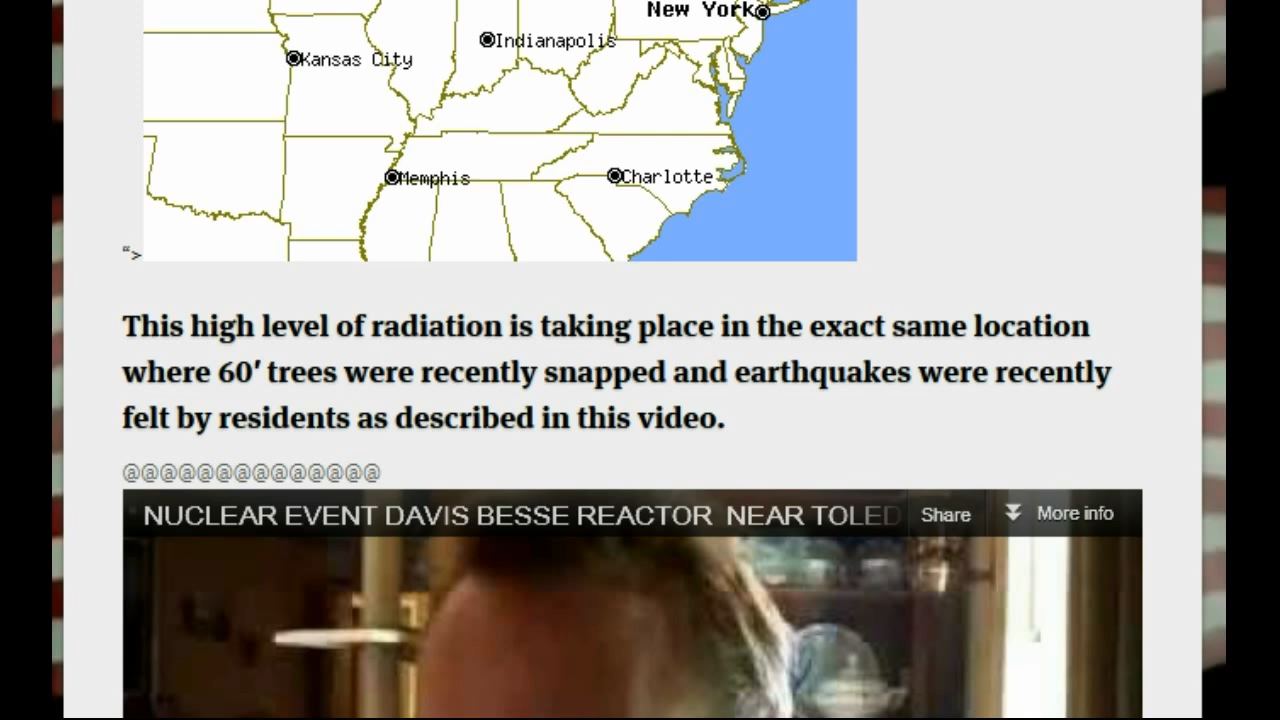 New York
Indianapolis
Kansas City
Memphis
Charlotte
“>
This high level of radiation is taking place in the exact same location
where 60′ trees were recently snapped and earthquakes were recently
felt by residents as described in this video.
@@@@@@@@@@@@@@
NUCLEAR EVENT DAVIS BESSE REACTOR NEAR TOLED Share More info